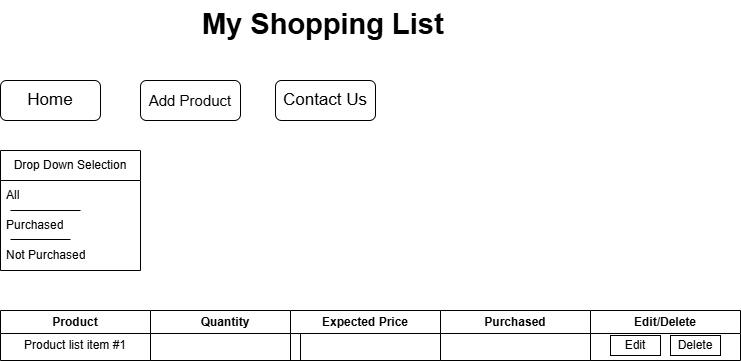 My Shopping List
Home
Add Product
Contact Us
Drop Down Selection
All
Purchased
Not Purchased
Product Quantity Expected Price Purchased Edit/Delete
Product list item #1 Edit Delete